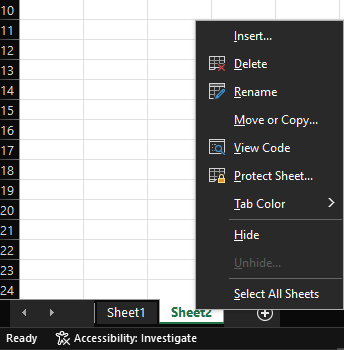 10
11
12
13
14
15
16
17
18
19
20
21
22
23
24
Insert...
Delete
Rename
Move or Copy...
View Code
Protect Sheet...
Tab Color
Hide
Unhide...
Select All Sheets
Sheet1 Sheet2
Ready Accessibility: Investigate